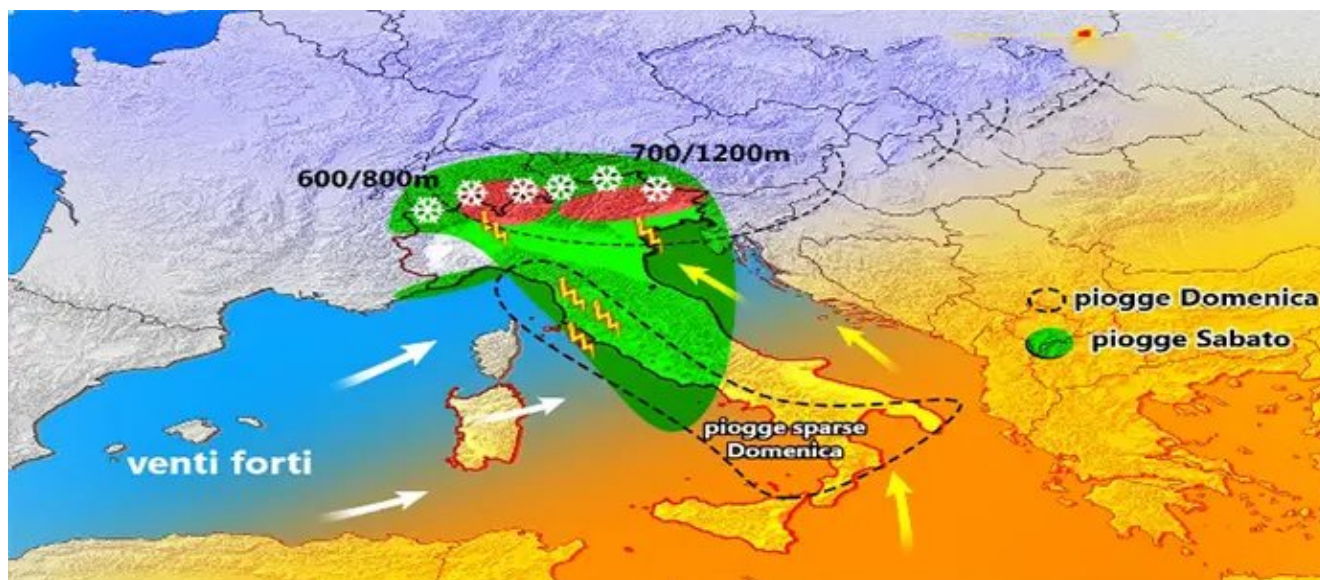 700/1200m
600/800m
piogge Domenica
piogge Sabato
piogge sparse
Domenica
venti forti